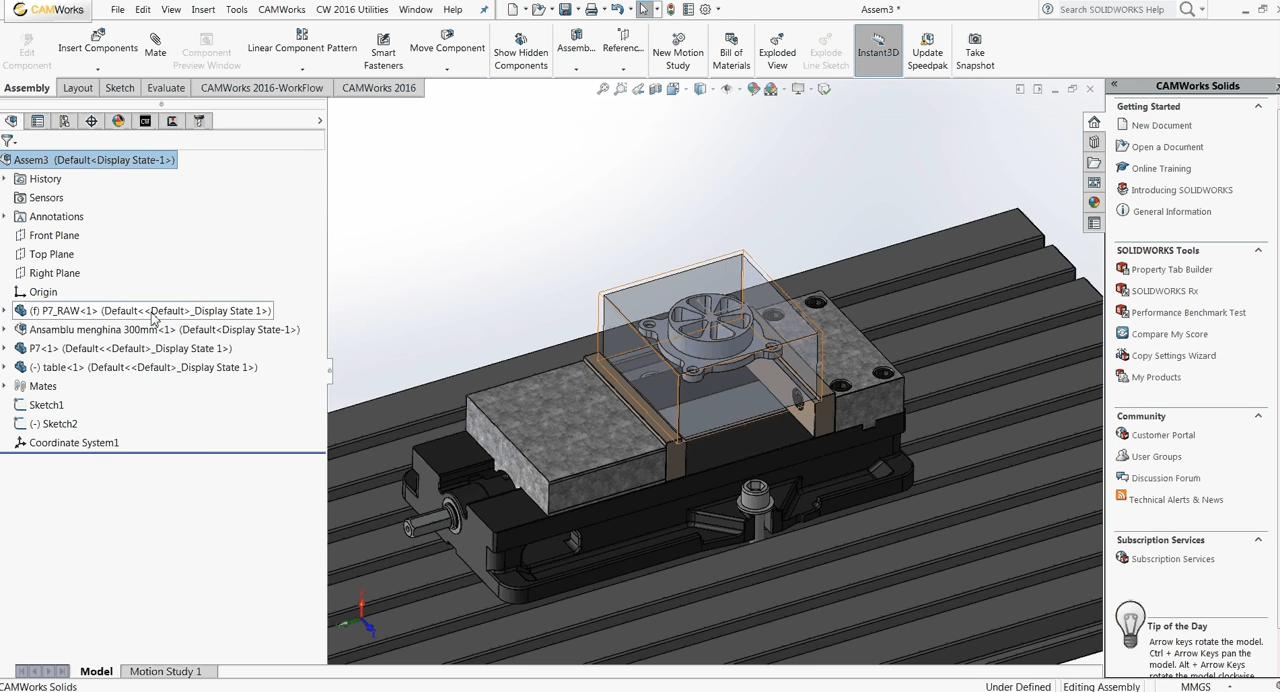 CAMWorks
File Edit View Insert Tools CAMWorks CW 2016 Utilities Window Help
Assem3 *
Search SOLIDWORKS Help
Edit Component
Insert Components
Mate
Component Preview Window
Linear Component Pattern
Smart Fasteners
Move Component
Show Hidden Components
Assemb...
Referenc...
New Motion Study
Bill of Materials
Exploded View
Explode Line Sketch
Instant3D
Update Speedpak
Take Snapshot
Assembly Layout Sketch Evaluate CAMWorks 2016-WorkFlow CAMWorks 2016
Assem3 (Default<Display State-1>)
History
Sensors
Annotations
Front Plane
Top Plane
Right Plane
Origin
(f) P7_RAW<1> (Default<<Default>_Display State 1>)
Ansamblu menghina 300mm<1> (Default<Display State-1>)
P7<1> (Default<<Default>_Display State 1>)
(-) table<1> (Default<<Default>_Display State 1>)
Mates
Sketch1
(-) Sketch2
Coordinate System1
CAMWorks Solids
Getting Started
New Document
Open a Document
Online Training
Introducing SOLIDWORKS
General Information
SOLIDWORKS Tools
Property Tab Builder
SOLIDWORKS Rx
Performance Benchmark Test
Compare My Score
Copy Settings Wizard
My Products
Community
Customer Portal
User Groups
Discussion Forum
Technical Alerts & News
Subscription Services
Subscription Services
Tip of the Day
Arrow keys rotate the model.
Ctrl + Arrow Keys pan the
model. Alt + Arrow Keys
rotate the model clockwise
Model Motion Study 1
CAMWorks Solids
Under Defined Editing Assembly MMGS